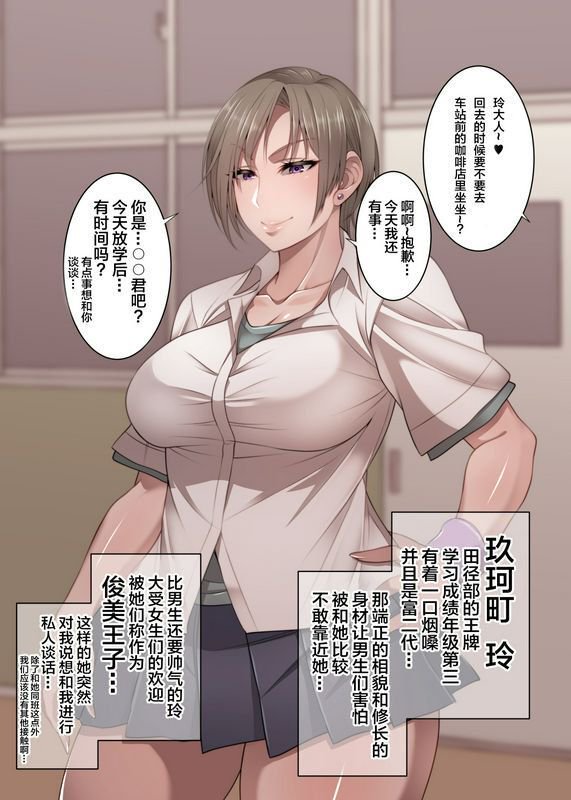 玲大人~♥
回去的时候要不要去
车站前的咖啡店里坐坐~?
啊啊~抱歉…
今天我还
有事…
你是…○○君吧?
今天放学后…
有时间吗?
有点事想和你
谈谈…
玖珂町 玲
田径部的王牌
学习成绩年级第三
有着一口烟嗓
并且是富二代…
那端正的相貌和修长的
身材让男生们害怕
被和她比较
不敢靠近她…
比男生还要帅气的玲
大受女生们的欢迎
被她们称作为
俊美王子…
这样的她突然
对我说想和我进行
私人谈话…
除了和她同班这点外
我们应该没有其他接触啊…